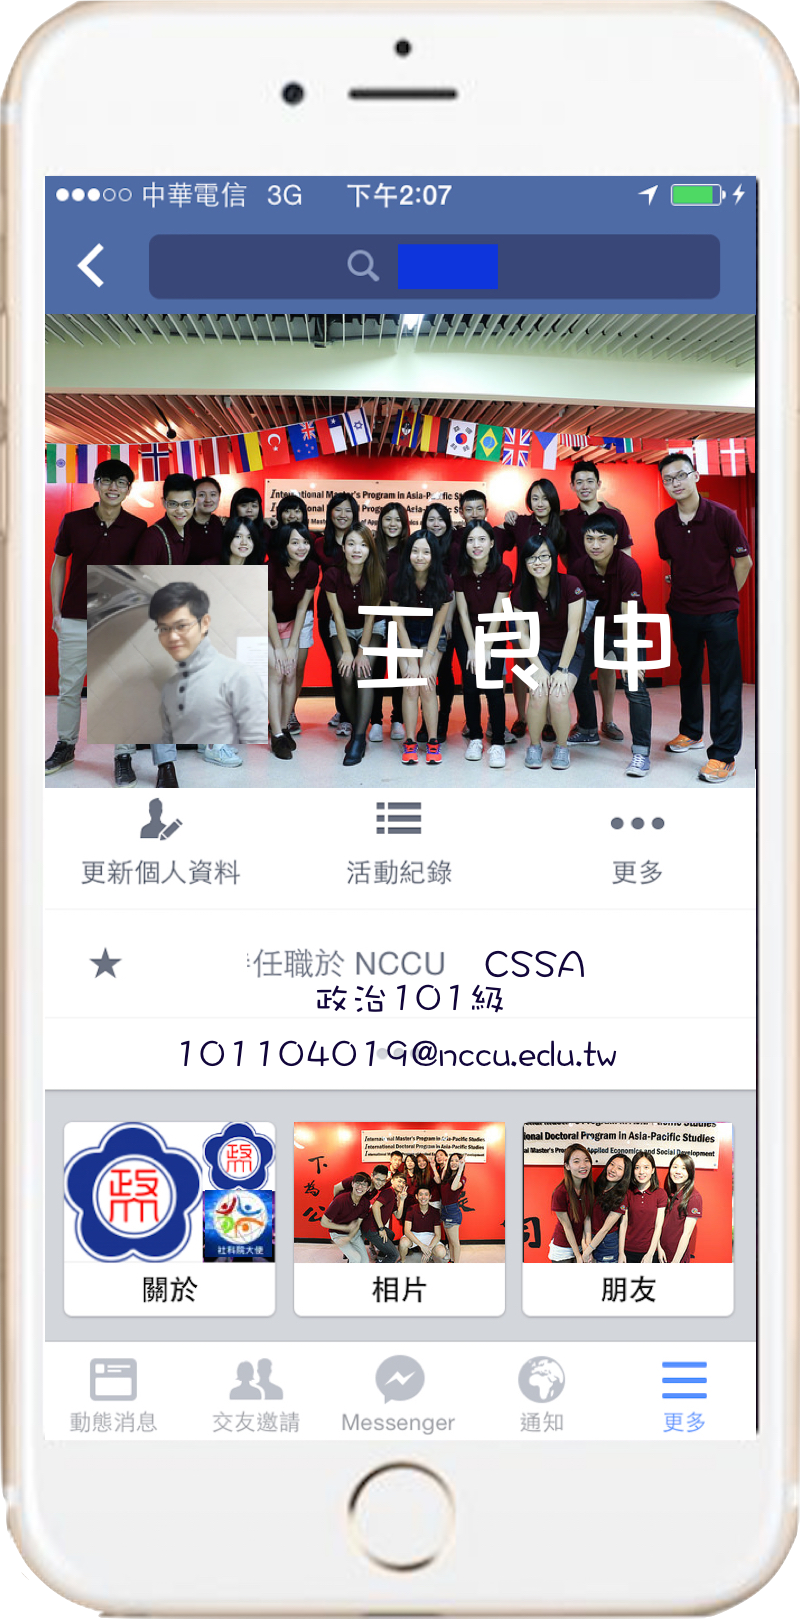 中華電信 3G 下午2:07
International Master's Program in Asia-Pacific Studies
王良申
更新個人資料 活動紀錄 更多
任職於 NCCU CSSA
政治101級
101104019@nccu.edu.tw
政 政
社科院大使
International Master's Program in Asia-Pacific Studies
International Doctoral Program in Asia-Pacific Studies
下 為 公
ional Doctoral Program in Asia-Pacific Studies
al Master's Program Applied Economics and Social Development
關於 相片 朋友
動態消息 交友邀請 Messenger 通知 更多